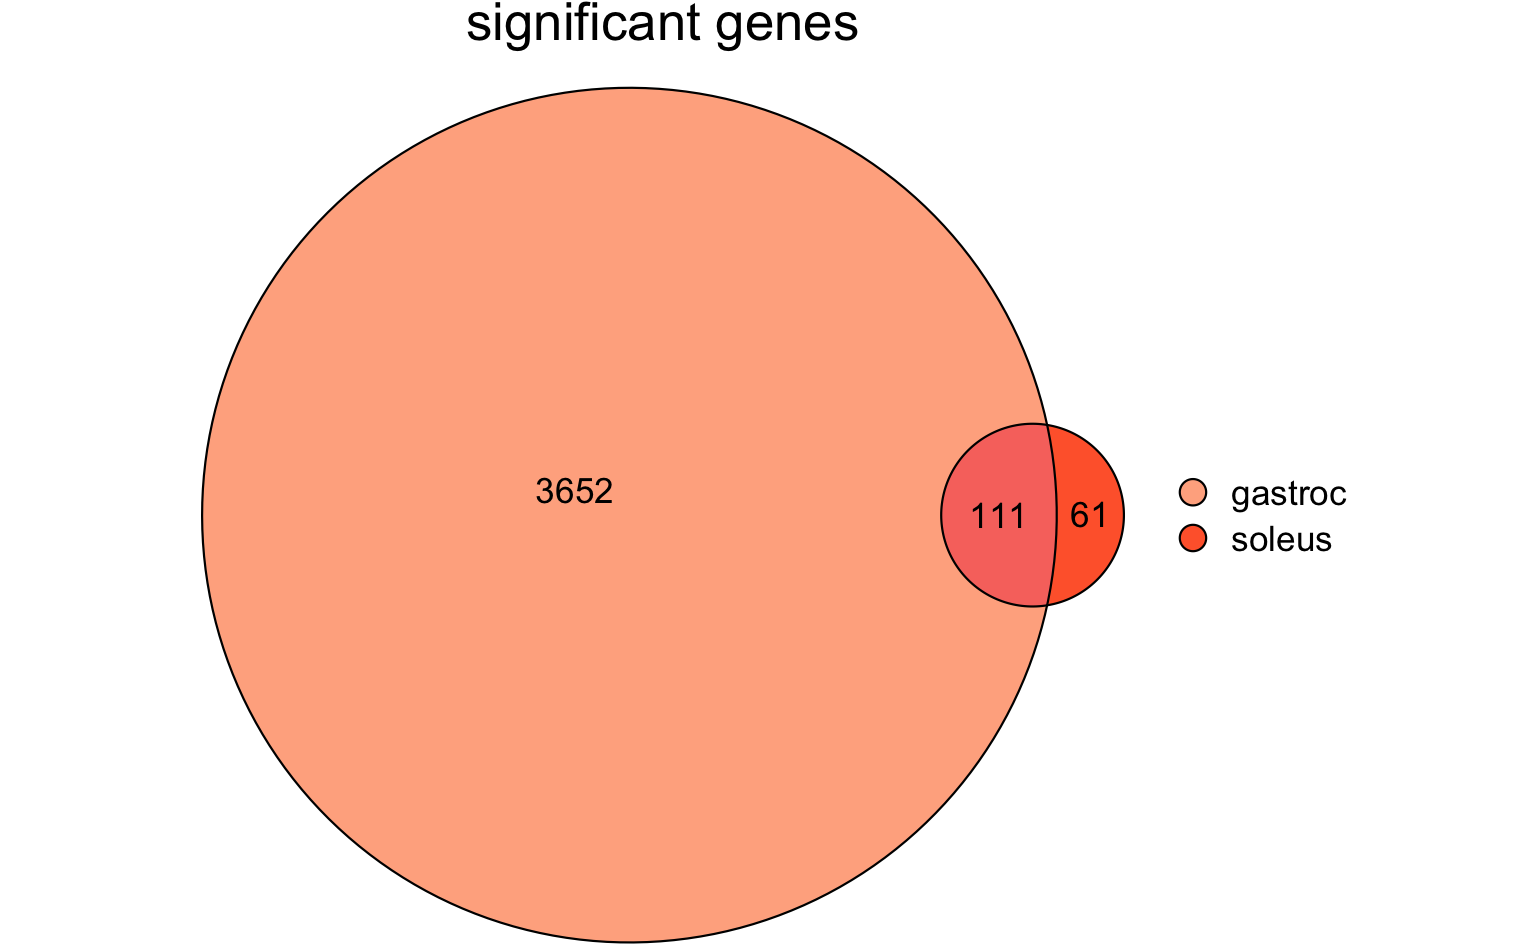 significant genes
3652
111
61
gastroc
soleus